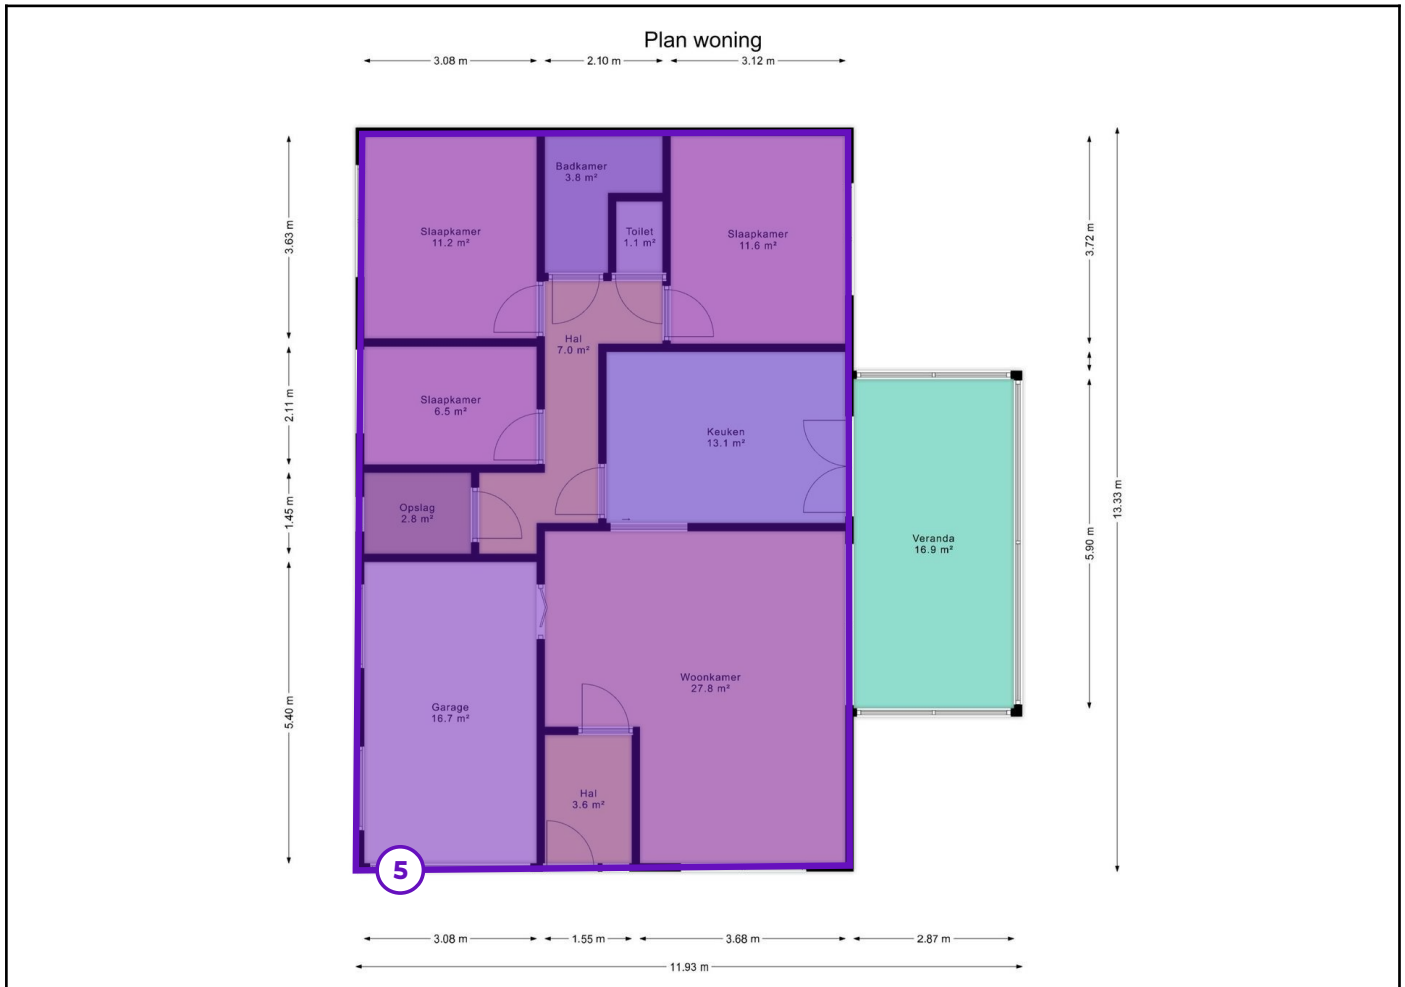 Plan woning
3.08 m
2.10 m
3.12 m
Badkamer
3.8 m²
Slaapkamer
11.2 m²
Toilet
1.1 m²
Slaapkamer
11.6 m²
3.63 m
3.72 m
Hal
7.0 m²
Slaapkamer
6.5 m²
2.11 m
Keuken
13.1 m²
Opslag
2.8 m²
1.45 m
13.33 m
Veranda
16.9 m²
5.90 m
Woonkamer
27.8 m²
Garage
16.7 m²
5.40 m
Hal
3.6 m²
5
3.08 m
1.55 m
3.68 m
2.87 m
11.93 m